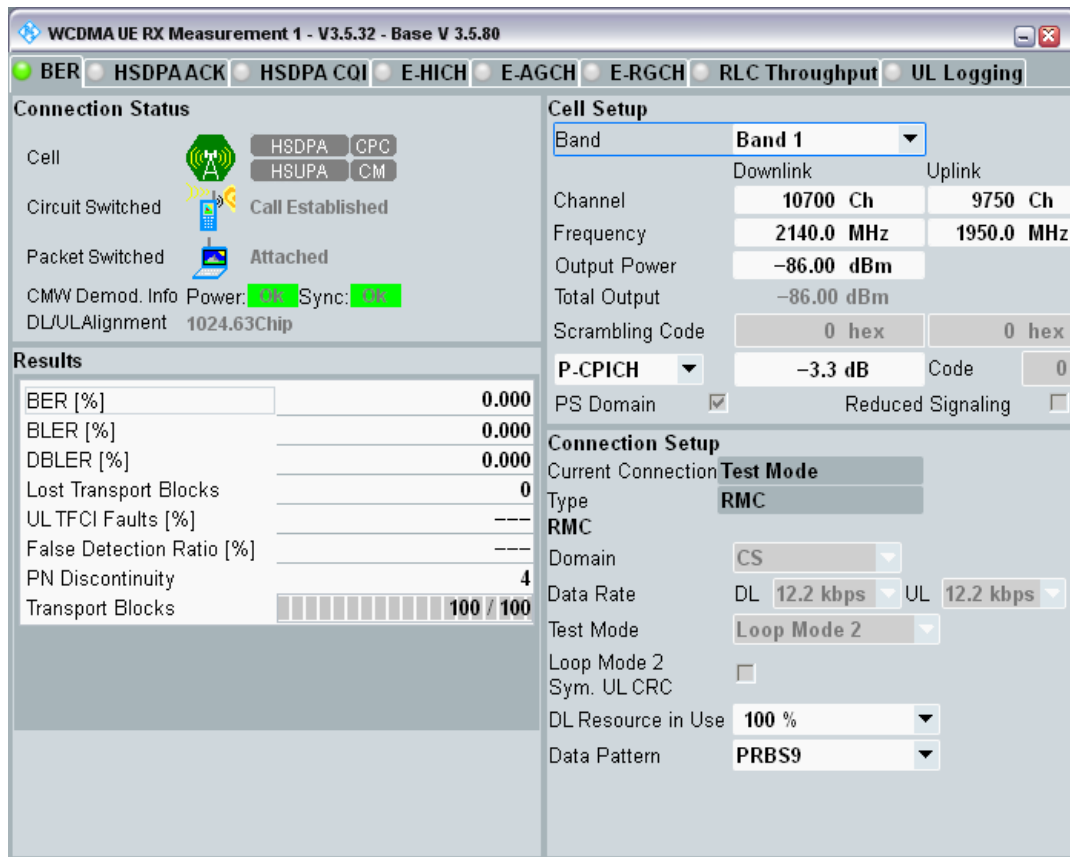 WCDMA UE RX Measurement 1 - V3.5.32 - Base V 3.5.80
BER HSDPA ACK HSDPA CQI E-HICH E-AGCH E-RGCH RLC Throughput UL Logging
Connection Status
Cell HSDPA CPC
HSUPA CM
Circuit Switched Call Established
Packet Switched Attached
CMW Demod. Info Power: Ok Sync: Ok
DL/UL Alignment 1024.63Chip
Results
BER [%] 0.000
BLER [%] 0.000
DBLER [%] 0.000
Lost Transport Blocks 0
UL TFCI Faults [%] ---
False Detection Ratio [%] ---
PN Discontinuity 4
Transport Blocks 100 / 100
Cell Setup
Band Band 1
Downlink Uplink
Channel 10700 Ch 9750 Ch
Frequency 2140.0 MHz 1950.0 MHz
Output Power −86.00 dBm
Total Output −86.00 dBm
Scrambling Code 0 hex 0 hex
P-CPICH −3.3 dB Code 0
PS Domain Reduced Signaling
Connection Setup
Current Connection Test Mode
Type RMC
RMC
Domain CS
Data Rate DL 12.2 kbps UL 12.2 kbps
Test Mode Loop Mode 2
Loop Mode 2
Sym. UL CRC
DL Resource in Use 100 %
Data Pattern PRBS9